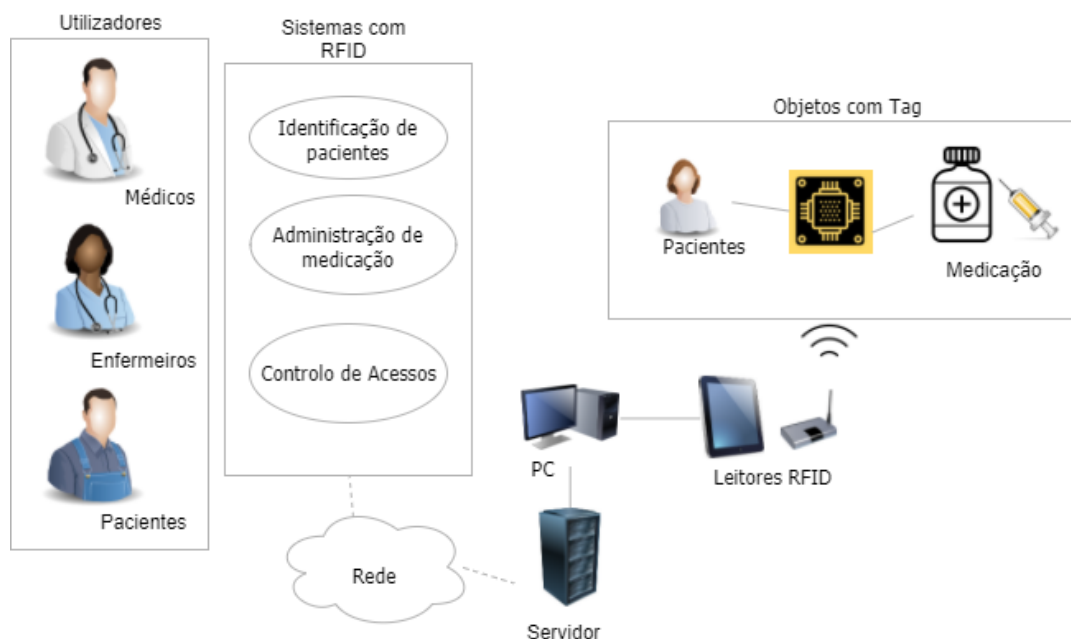 Utilizadores
Médicos
Enfermeiros
Pacientes
Sistemas com
RFID
Identificação de
pacientes
Administração de
medicação
Controlo de Acessos
Rede
Objetos com Tag
Pacientes
Medicação
PC
Leitores RFID
Servidor